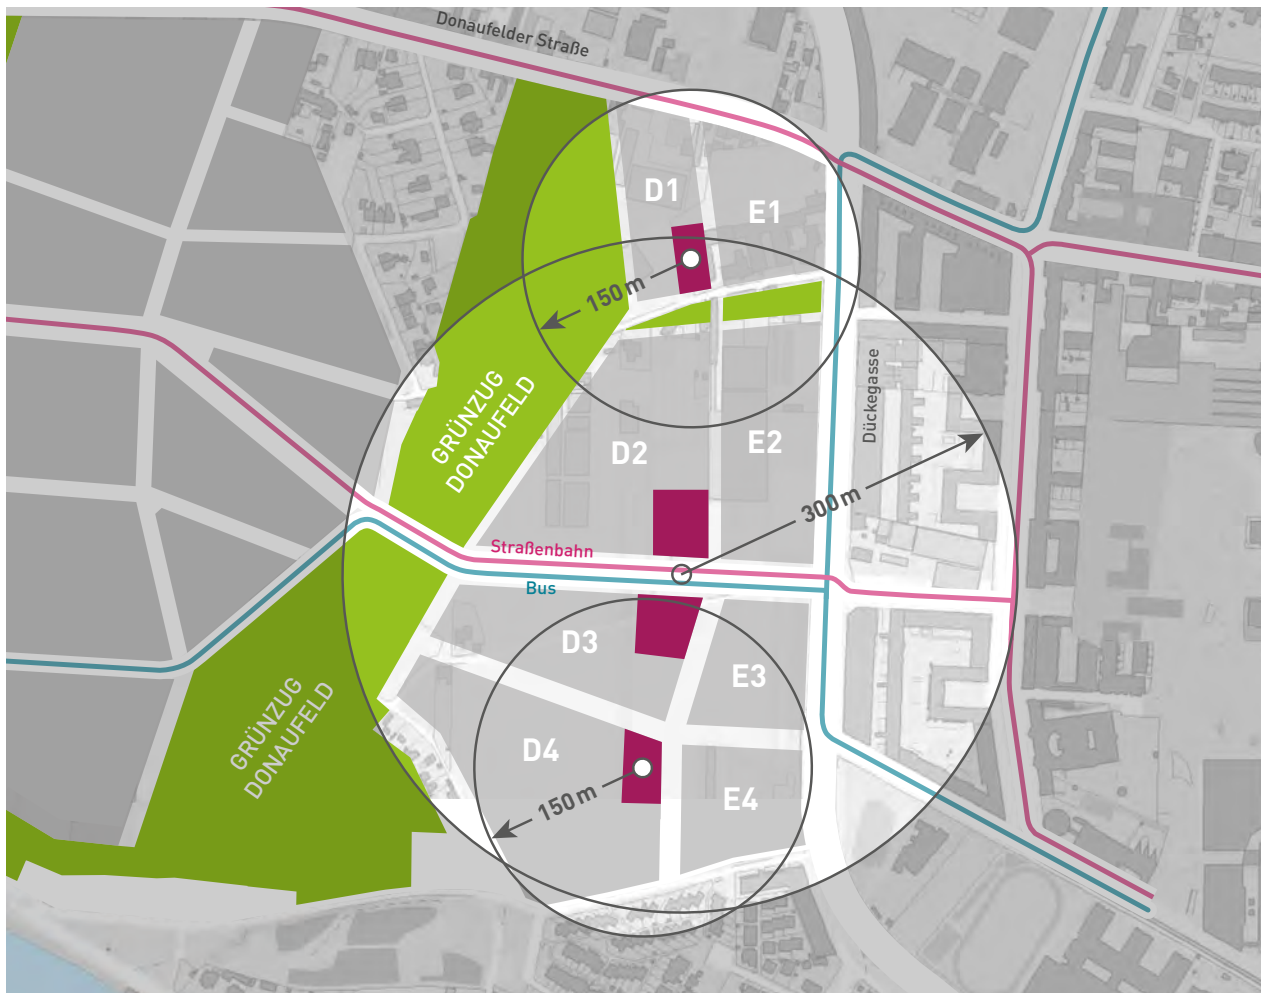 Donaufelder Straße
D1
E1
150 m
GRÜNZUG
DONAUFELD
Dückegasse
D2
E2
300 m
Straßenbahn
Bus
D3
E3
GRÜNZUG
DONAUFELD
D4
150 m
E4